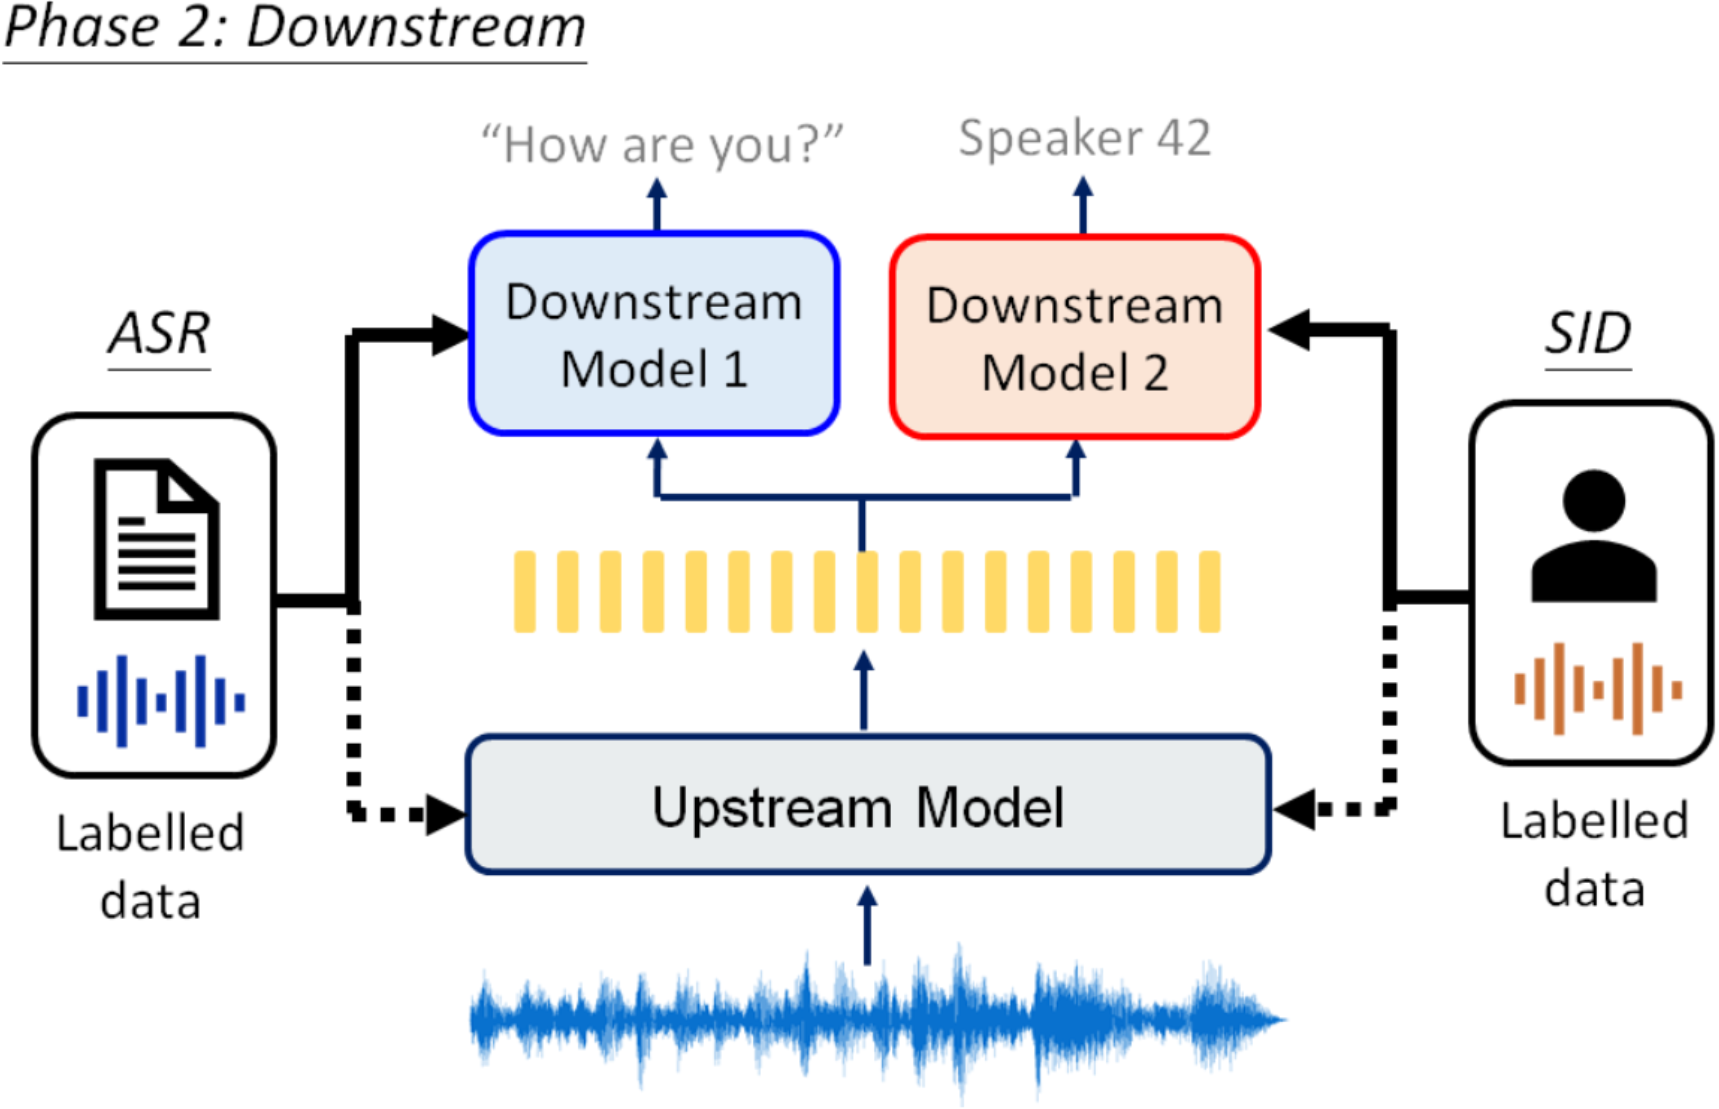 Phase 2: Downstream
“How are you?”
Speaker 42
Downstream
Model 1
Downstream
Model 2
ASR
SID
Labelled
data
Upstream Model
Labelled
data